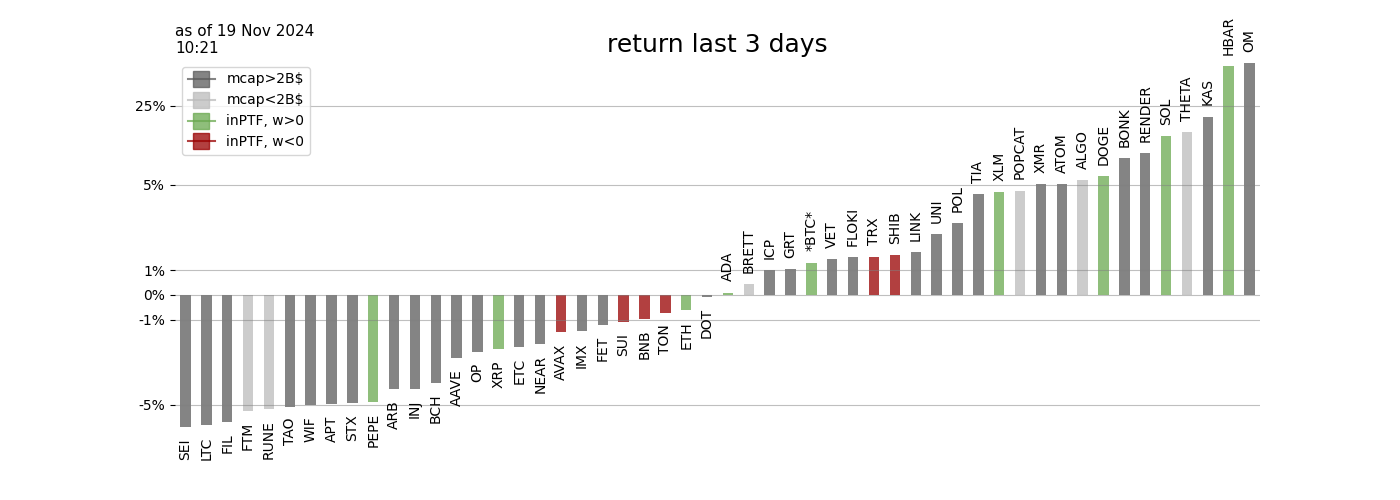 as of 19 Nov 2024
10:21
return last 3 days
mcap>2B$
mcap<2B$
inPTF, w>0
inPTF, w<0
25%
5%
1%
0%
-1%
-5%
SEI
LTC
FIL
FTM
RUNE
TAO
WIF
APT
STX
PEPE
ARB
INJ
BCH
AAVE
OP
XRP
ETC
NEAR
AVAX
IMX
FET
SUI
BNB
TON
ETH
DOT
ADA
BRETT
ICP
GRT
*BTC*
VET
FLOKI
TRX
SHIB
LINK
UNI
POL
TIA
XLM
POPCAT
XMR
ATOM
ALGO
DOGE
BONK
RENDER
SOL
THETA
KAS
HBAR
OM